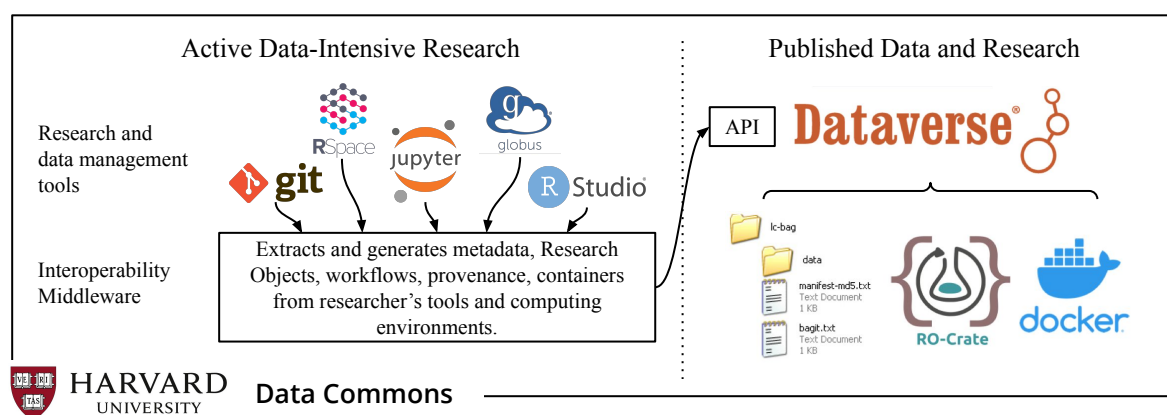 Active Data-Intensive Research
Published Data and Research
Research and
data management
tools
RSpace
jupyter
g
globus
git
R Studio®
API
Dataverse®
Interoperability
Middleware
Extracts and generates metadata, Research
Objects, workflows, provenance, containers
from researcher's tools and computing
environments.
lc-bag
data
manifest-md5.txt
Text Document
1 KB
bagit.txt
Text Document
1 KB
RO-Crate
docker
VE RI
TAS
HARVARD
UNIVERSITY
Data Commons